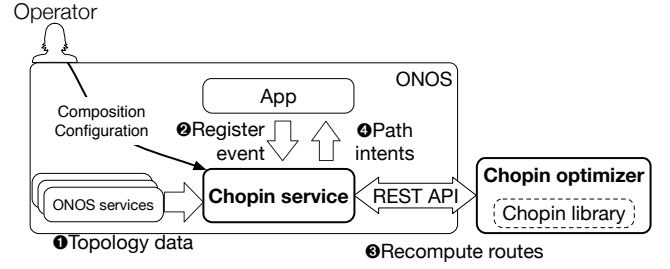 Operator
ONOS
App
Composition
Configuration
❷Register
event
❹Path
intents
ONOS services
Chopin service
REST API
Chopin optimizer
Chopin library
❶Topology data
❸Recompute routes